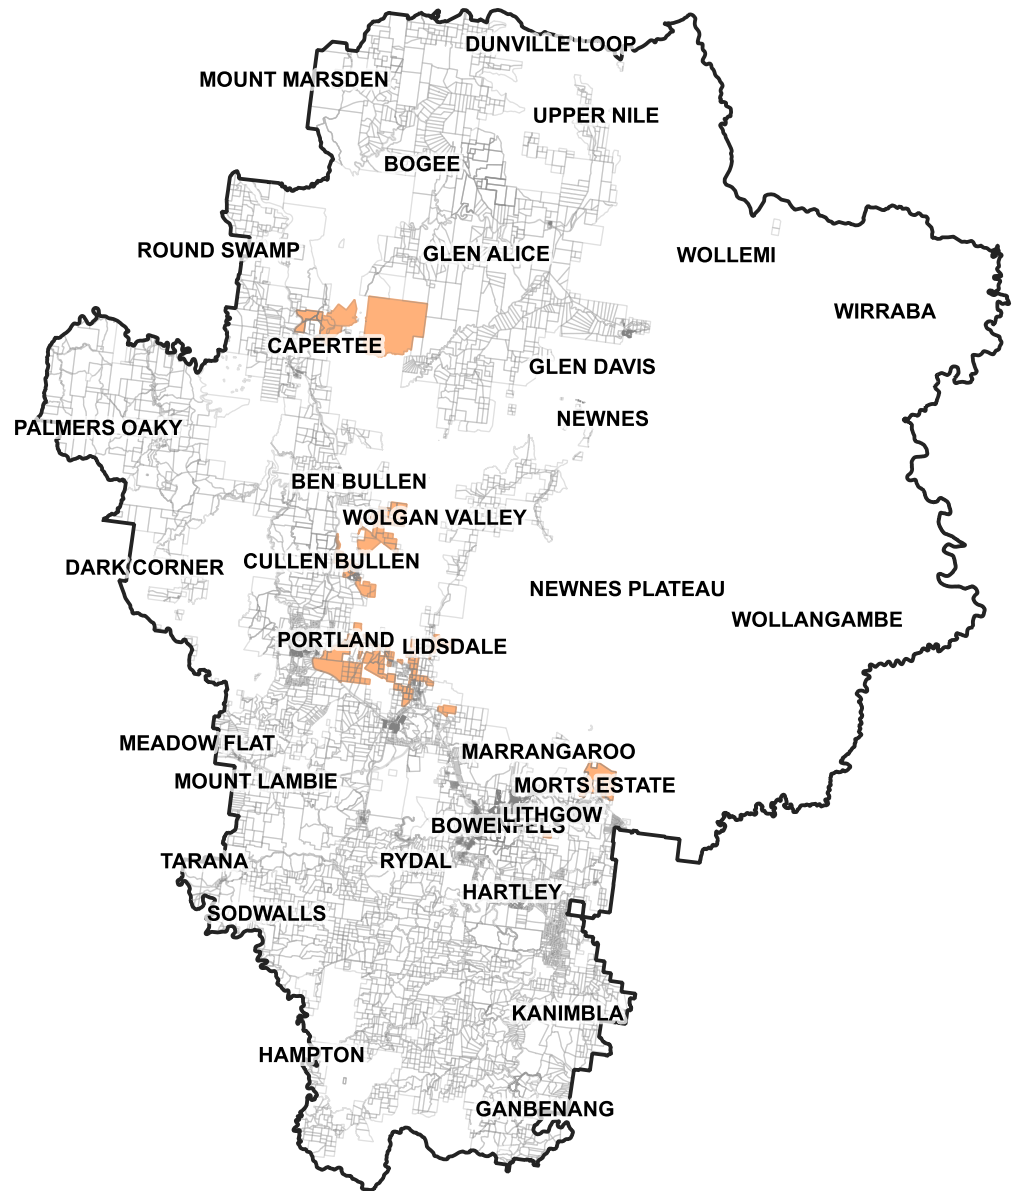 DUNVILLE LOOP
MOUNT MARSDEN
UPPER NILE
BOGEE
ROUND SWAMP
GLEN ALICE
WOLLEMI
WIRRABA
CAPERTEE
GLEN DAVIS
NEWNES
PALMERS OAKY
BEN BULLEN
WOLGAN VALLEY
CULLEN BULLEN
DARK CORNER
NEWNES PLATEAU
WOLLANGAMBE
PORTLAND
LIDSDALE
MEADOW FLAT
MARRANGAROO
MOUNT LAMBIE
MORTS ESTATE
LITHGOW
BOWENFELS
TARANA
RYDAL
HARTLEY
SODWALLS
KANIMBLA
HAMPTON
GANBENANG